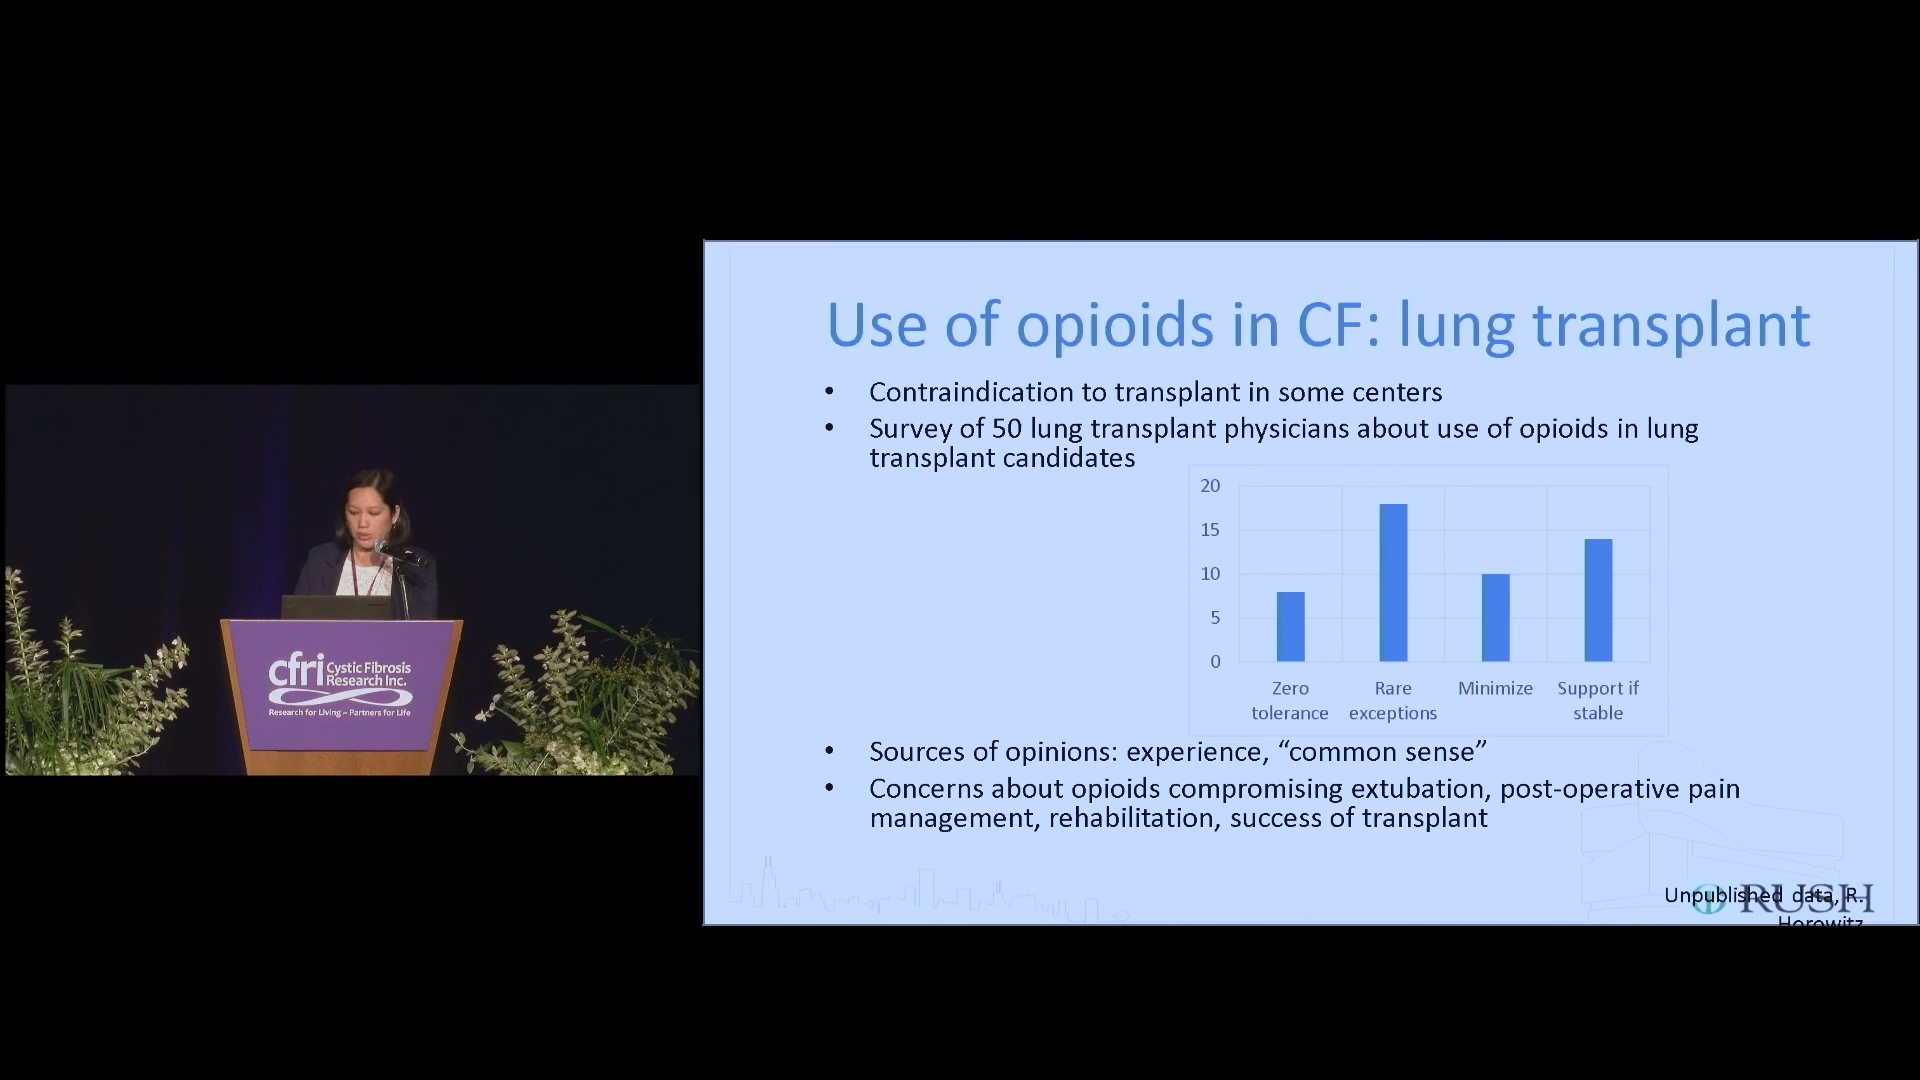 Use of opioids in CF: lung transplant
• Contraindication to transplant in some centers
• Survey of 50 lung transplant physicians about use of opioids in lung
transplant candidates
20
15
10
5
0
Zero
tolerance
Rare
exceptions
Minimize
Support if
stable
• Sources of opinions: experience, “common sense”
• Concerns about opioids compromising extubation, post-operative pain
management, rehabilitation, success of transplant
Unpublished data, R.
Horowitz
RUSH
cfri Cystic Fibrosis
Research Inc.
Research for Living – Partners for Life